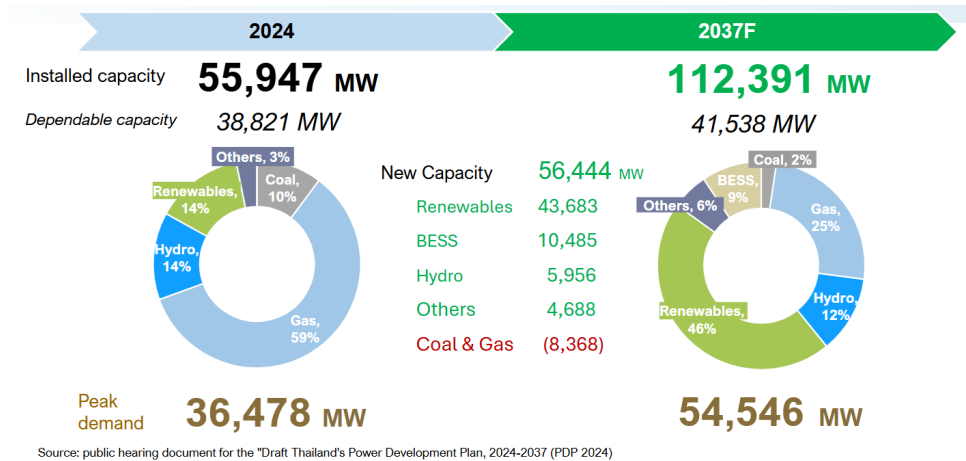 2024
2037F
Installed capacity
55,947 MW
112,391 MW
Dependable capacity
38,821 MW
41,538 MW
Others, 3%
Coal,
10%
Renewables,
14%
Hydro,
14%
Gas,
59%
New Capacity
56,444 MW
Renewables
43,683
BESS
10,485
Hydro
5,956
Others
4,688
Coal & Gas
(8,368)
Coal, 2%
BESS,
9%
Others, 6%
Gas,
25%
Hydro,
12%
Renewables,
46%
Peak
demand
36,478 MW
54,546 MW
Source: public hearing document for the "Draft Thailand's Power Development Plan, 2024-2037 (PDP 2024)